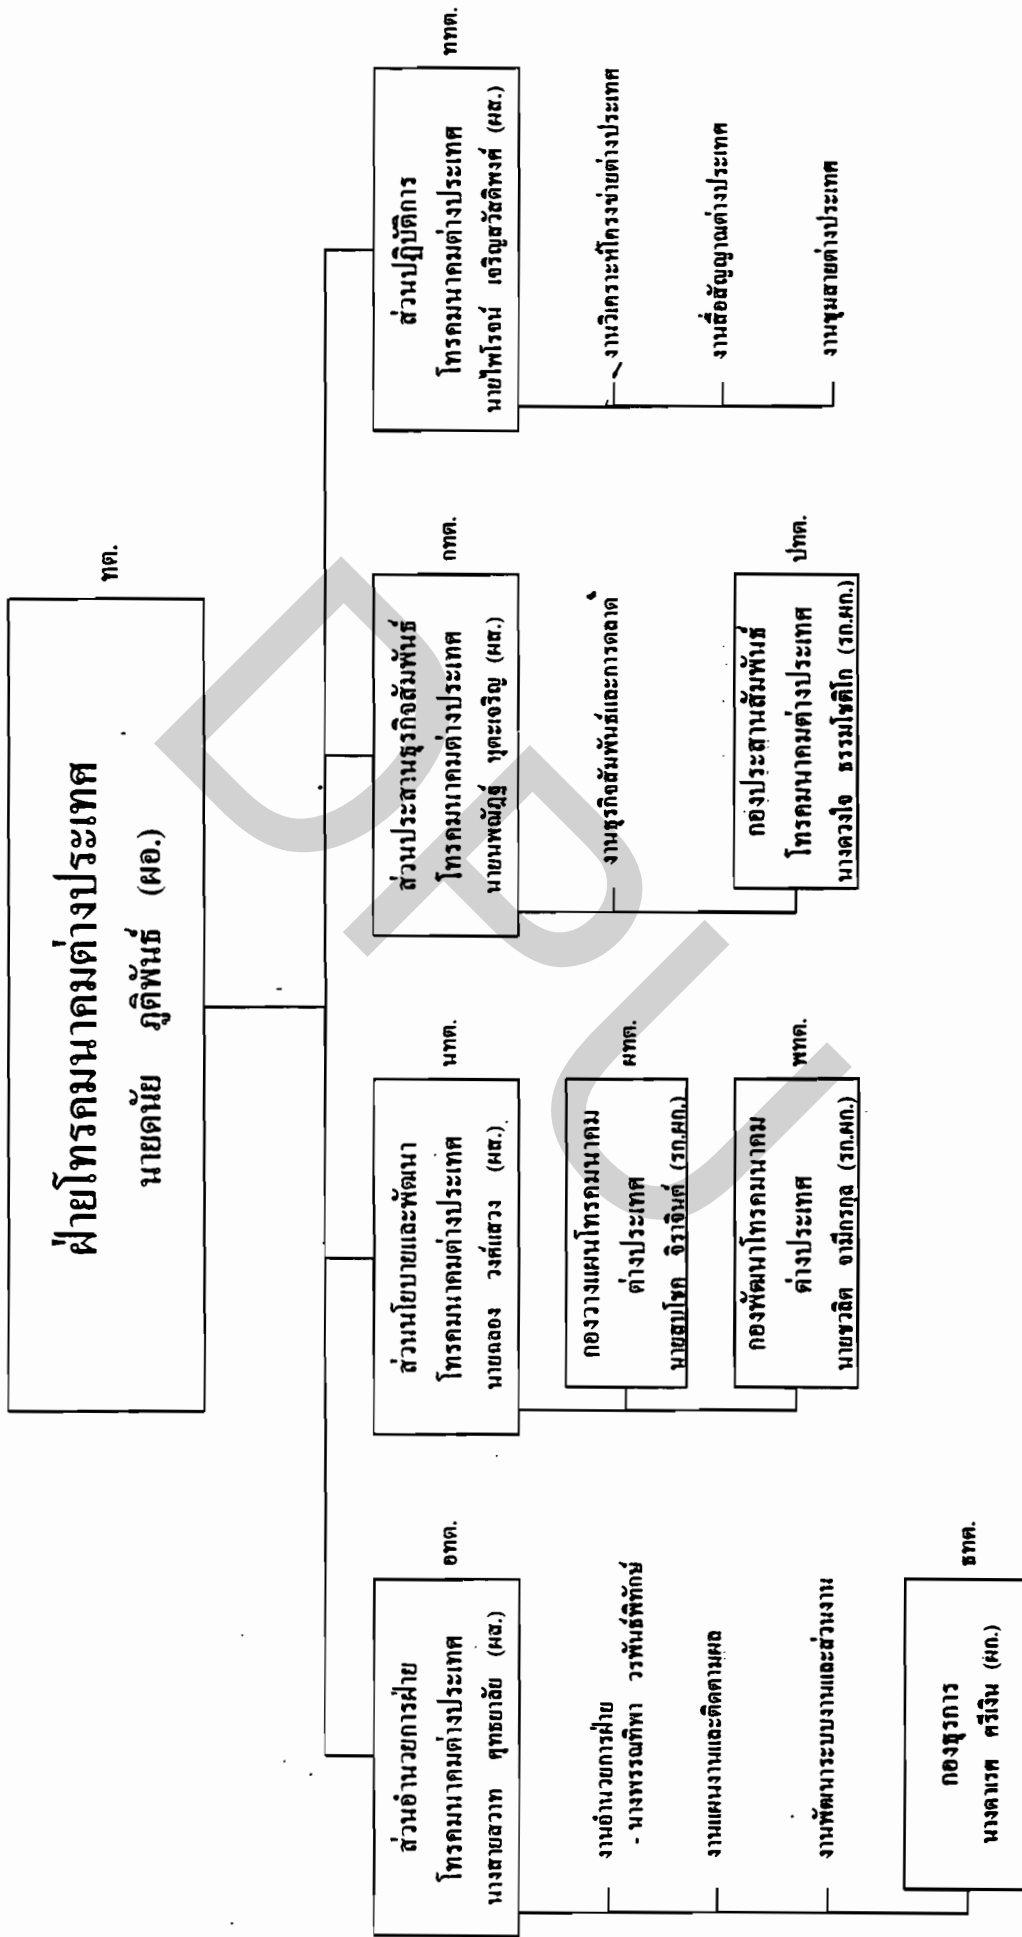 ฝ่ายโทรคมนาคมต่างประเทศ
นายดนัย ภูติพันธ์ (ผอ.)
ทต.
ส่วนอำนวยการฝ่าย
โทรคมนาคมต่างประเทศ
นางสายสวาท ศุทธยาลัย (ผส.)
อทต.
งานอำนวยการฝ่าย
- นางพรรณทิพา วรพันธ์พิทักษ์
งานแผนงานและติดตามผล
งานพัฒนาระบบงานและส่วนงาน
กองธุรการ
นางดาเรศ ศรีเงิน (ผก.)
ธทต.
ส่วนนโยบายและพัฒนา
โทรคมนาคมต่างประเทศ
นายฉลอง วงศ์แสวง (ผส.)
นทต.
กองวางแผนโทรคมนาคม
ต่างประเทศ
นายสบโชค จิราจินต์ (รก.ผก.)
ผทต.
กองพัฒนาโทรคมนาคม
ต่างประเทศ
นายชวลิต จามีกรกุล (รก.ผก.)
พทต.
ส่วนประสานธุรกิจสัมพันธ์
โทรคมนาคมต่างประเทศ
นายนพณัฏฐ์ หุตะเจริญ (ผส.)
กทต.
งานธุรกิจสัมพันธ์และการตลาด
กองประสานสัมพันธ์
โทรคมนาคมต่างประเทศ
นางดวงใจ ธรรมโชติโก (รก.ผก.)
ปทต.
ส่วนปฏิบัติการ
โทรคมนาคมต่างประเทศ
นายไพโรจน์ เจริญสวัสดิพงศ์ (ผส.)
ททต.
งานวิเคราะห์โครงข่ายต่างประเทศ
งานสื่อสัญญาณต่างประเทศ
งานชุมสายต่างประเทศ
DPU